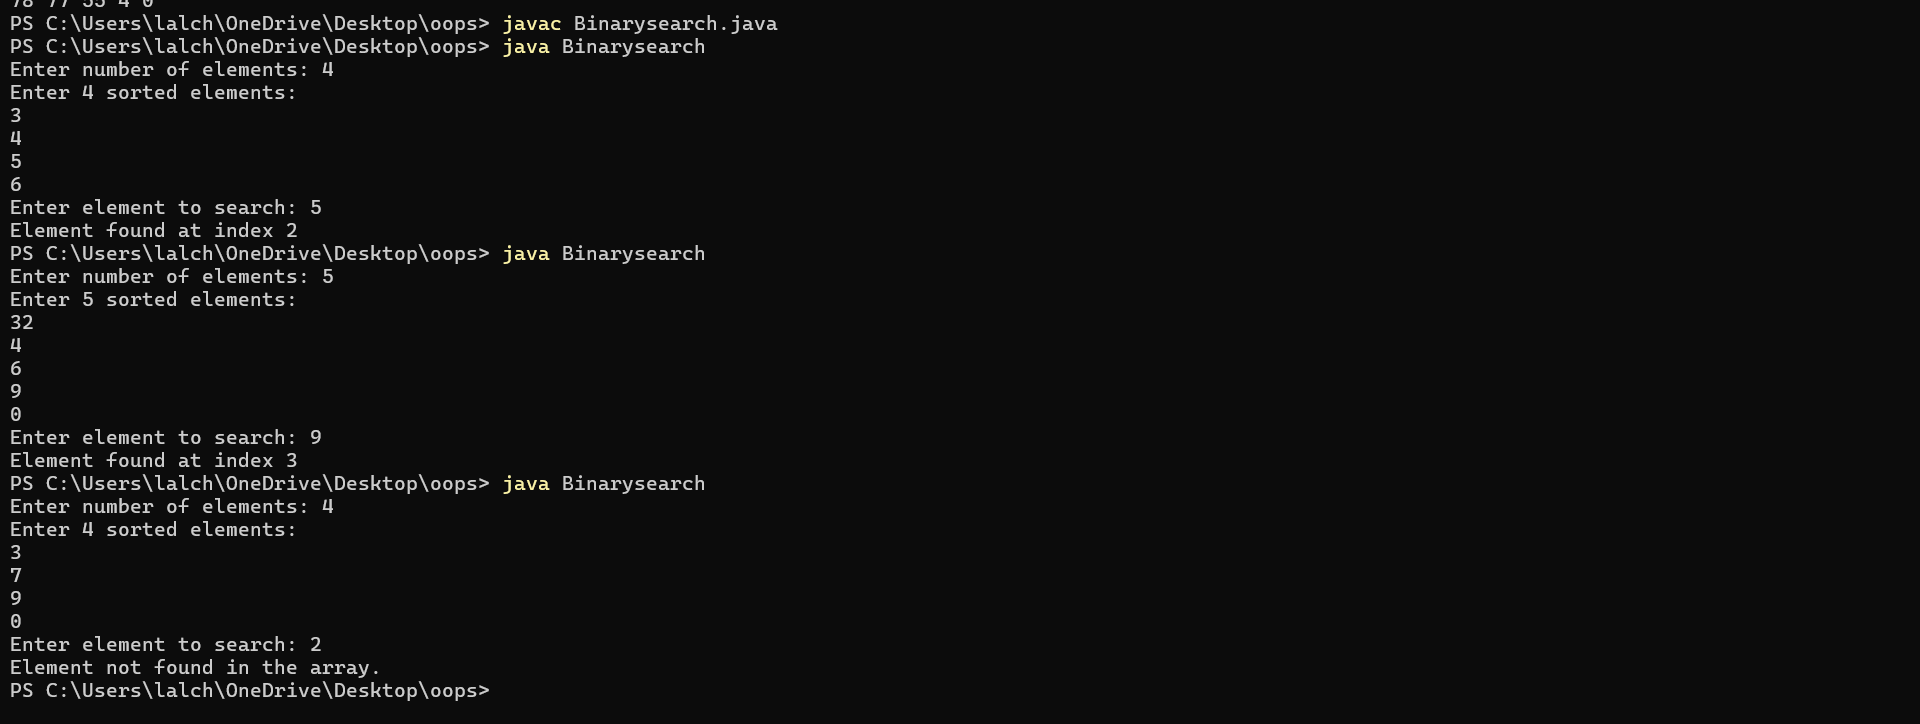 78 77 55 4 0
PS C:\Users\lalch\OneDrive\Desktop\oops> javac Binarysearch.java
PS C:\Users\lalch\OneDrive\Desktop\oops> java Binarysearch
Enter number of elements: 4
Enter 4 sorted elements:
3
4
5
6
Enter element to search: 5
Element found at index 2
PS C:\Users\lalch\OneDrive\Desktop\oops> java Binarysearch
Enter number of elements: 5
Enter 5 sorted elements:
32
4
6
9
0
Enter element to search: 9
Element found at index 3
PS C:\Users\lalch\OneDrive\Desktop\oops> java Binarysearch
Enter number of elements: 4
Enter 4 sorted elements:
3
7
9
0
Enter element to search: 2
Element not found in the array.
PS C:\Users\lalch\OneDrive\Desktop\oops>